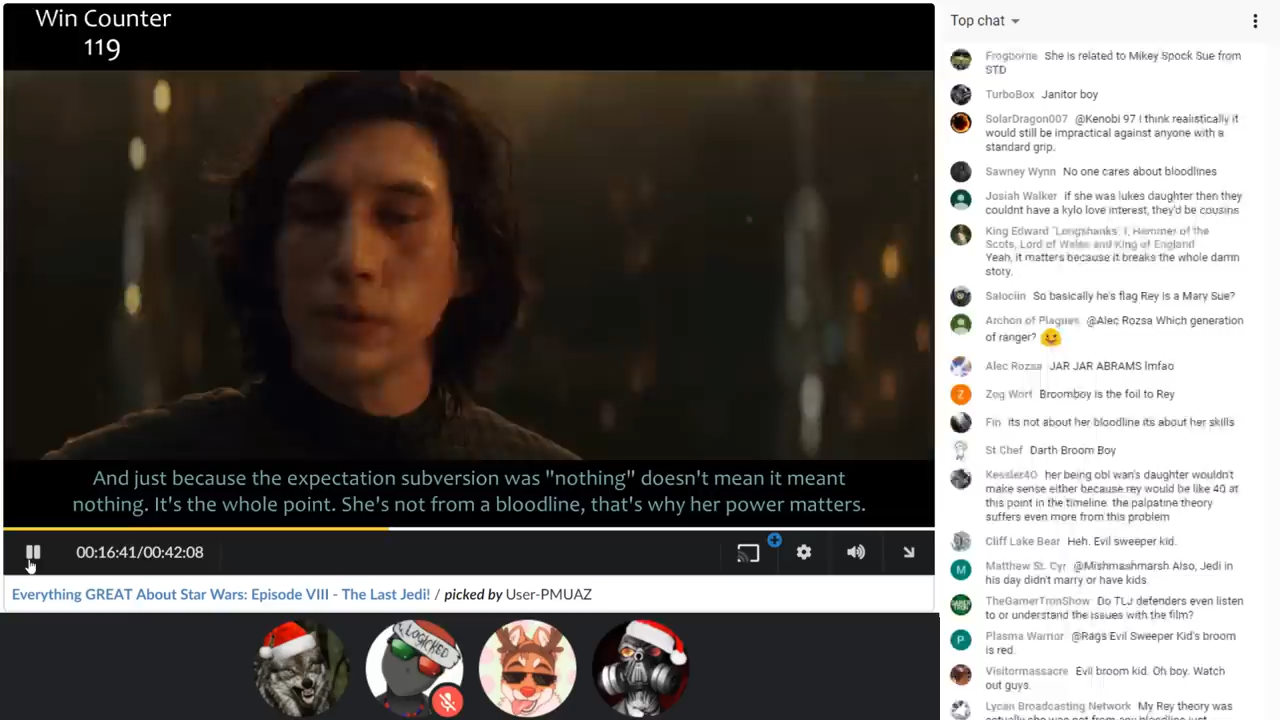 Win Counter
119
And just because the expectation subversion was "nothing" doesn't mean it meant
nothing. It's the whole point. She's not from a bloodline, that's why her power matters.
00:16:41/00:42:08
Everything GREAT About Star Wars: Episode VIII - The Last Jedi! / picked by User-PMUAZ
LOGICKED
Top chat
Frogborne She is related to Mikey Spock Sue from
STD
TurboBox Janitor boy
SolarDragon007 @Kenobi 97 I think realistically it
would still be impractical against anyone with a
standard grip.
Sawney Wynn No one cares about bloodlines
Josiah Walker if she was lukes daughter then they
couldnt have a kylo love interest, they'd be cousins
King Edward "Longshanks" I, Hammer of the
Scots, Lord of Wales and King of England
Yeah, it matters because it breaks the whole damn
story.
Salociin So basically he's flag Rey is a Mary Sue?
Archon of Plagues @Alec Rozsa Which generation
of ranger?
Alec Rozsa JAR JAR ABRAMS lmfao
Z
Zog Wort Broomboy is the foil to Rey
Fin its not about her bloodline its about her skills
St Chef Darth Broom Boy
Kessler40 her being obi wan's daughter wouldn't
make sense either because rey would be like 40 at
this point in the timeline. the palpatine theory
suffers even more from this problem
Cliff Lake Bear Heh. Evil sweeper kid.
M
Matthew St. Cyr @Mishmashmarsh Also, Jedi in
his day didn't marry or have kids.
TheGamerTronShow Do TLJ defenders even listen
to or understand the issues with the film?
P
Plasma Warrior @Rags Evil Sweeper Kid's broom
is red.
Visitormassacre Evil broom kid. Oh boy. Watch
out guys.
Lycan Broadcasting Network My Rey theory was
actually she was not from any bloodline just